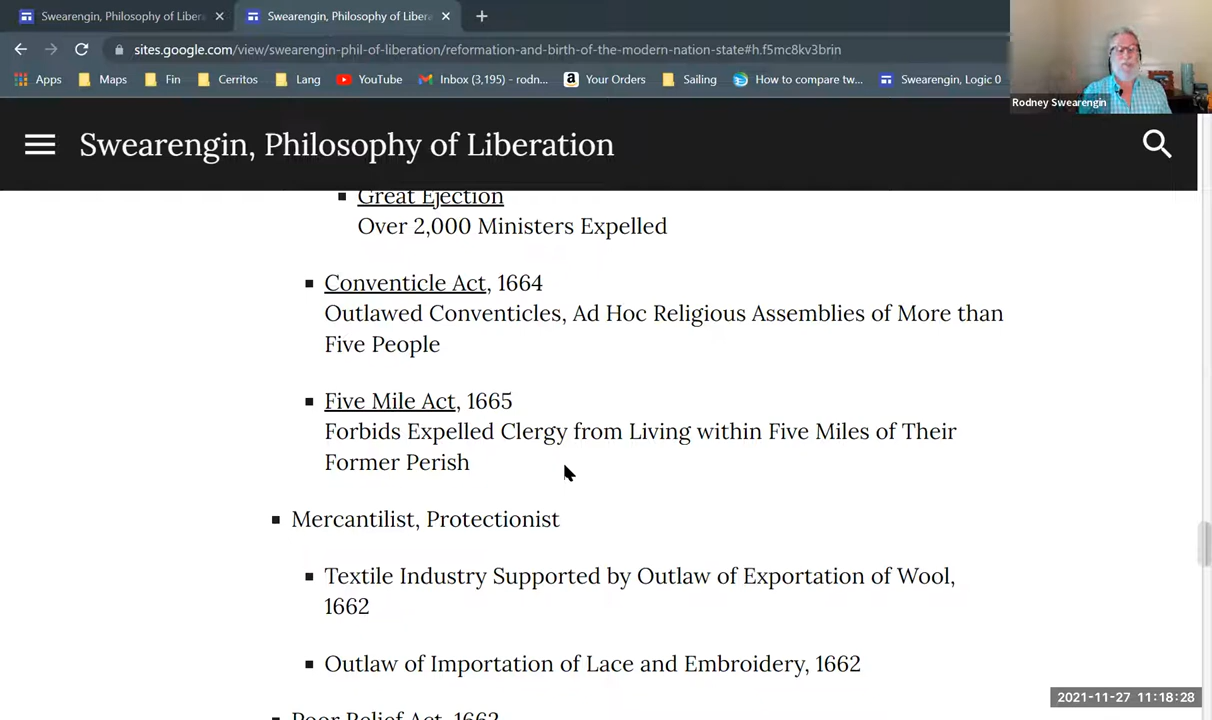 Swearengin, Philosophy of Libera
Swearengin, Philosophy of Libera
sites.google.com/view/swearengin-phil-of-liberation/reformation-and-birth-of-the-modern-nation-state#h.f5mc8kv3brin
Apps Maps Fin Cerritos Lang YouTube Inbox (3,195) - rodn... Your Orders Sailing How to compare tw... Swearengin, Logic 0
Rodney Swearengin
Swearengin, Philosophy of Liberation
Great Ejection
Over 2,000 Ministers Expelled
Conventicle Act, 1664
Outlawed Conventicles, Ad Hoc Religious Assemblies of More than
Five People
Five Mile Act, 1665
Forbids Expelled Clergy from Living within Five Miles of Their
Former Perish
Mercantilist, Protectionist
Textile Industry Supported by Outlaw of Exportation of Wool,
1662
Outlaw of Importation of Lace and Embroidery, 1662
Poor Relief Act, 1662
2021-11-27 11:18:28